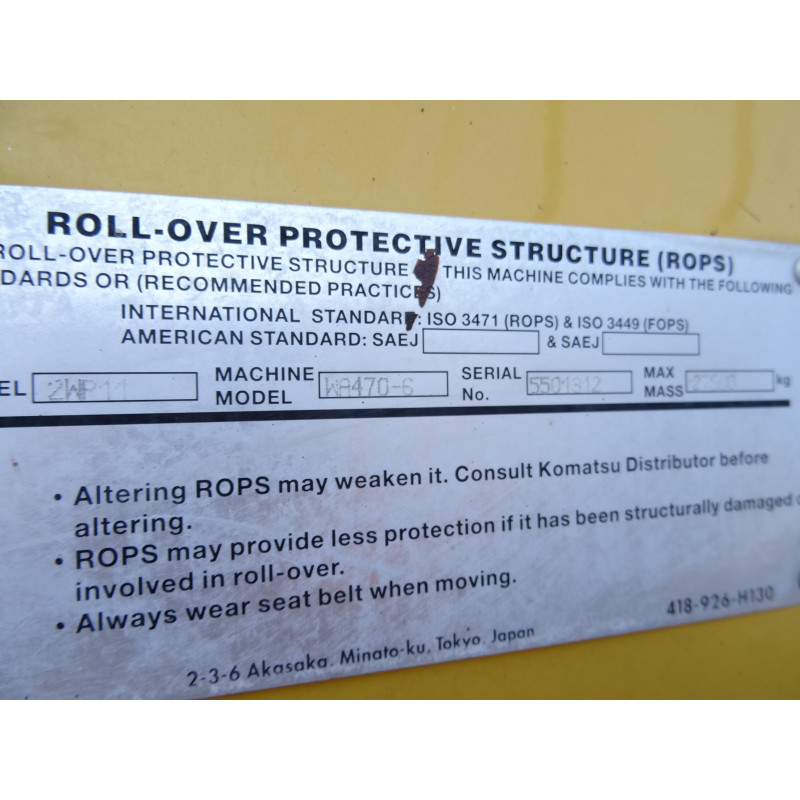 ROLL-OVER PROTECTIVE STRUCTURE (ROPS)
ROLL-OVER PROTECTIVE STRUCTURE THIS MACHINE COMPLIES WITH THE FOLLOWING
DARDS OR (RECOMMENDED PRACTICES)
INTERNATIONAL STANDARD: ISO 3471 (ROPS) & ISO 3449 (FOPS)
AMERICAN STANDARD: SAEJ & SAEJ
EL 2WP11 MACHINE MODEL WA470-6 SERIAL No. MAX MASS kg
• Altering ROPS may weaken it. Consult Komatsu Distributor before
altering.
• ROPS may provide less protection if it has been structurally damaged
involved in roll-over.
• Always wear seat belt when moving.
418-926-H130
2-3-6 Akasaka, Minato-ku, Tokyo, Japan